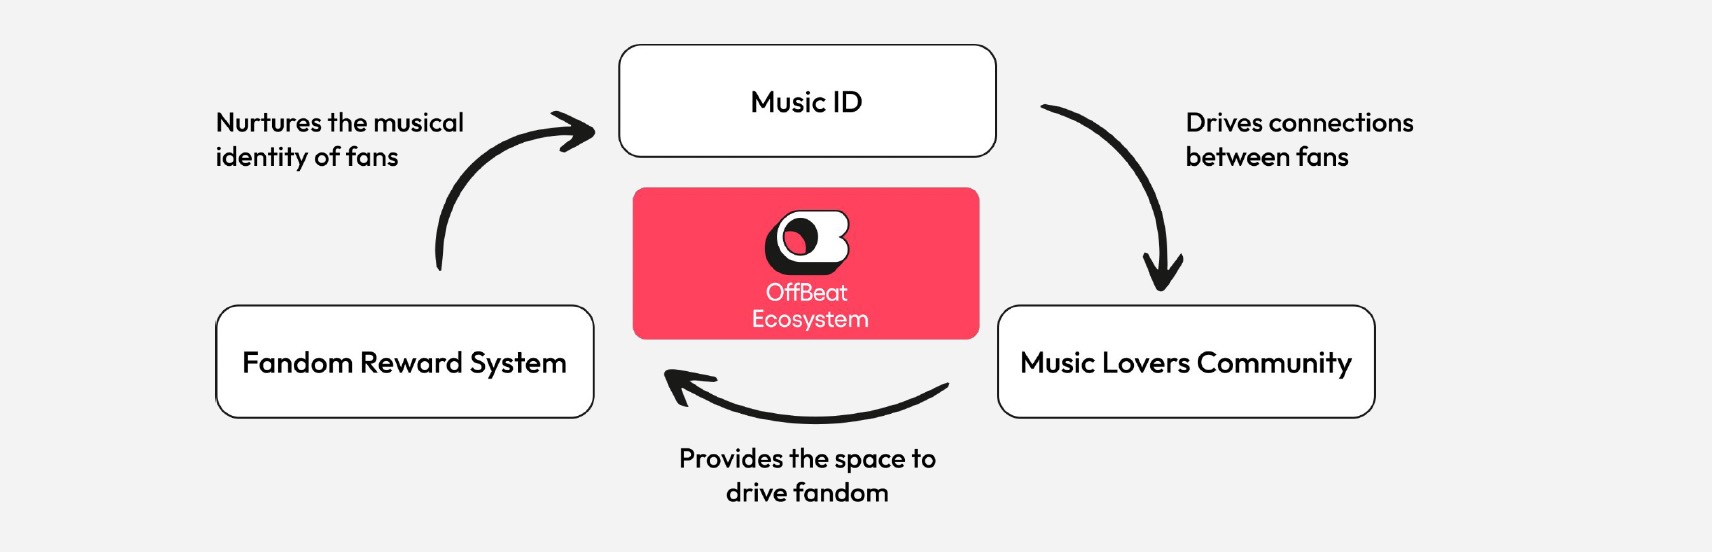 Music ID
Nurtures the musical
identity of fans
Drives connections
between fans
OffBeat
Ecosystem
Fandom Reward System
Music Lovers Community
Provides the space to
drive fandom